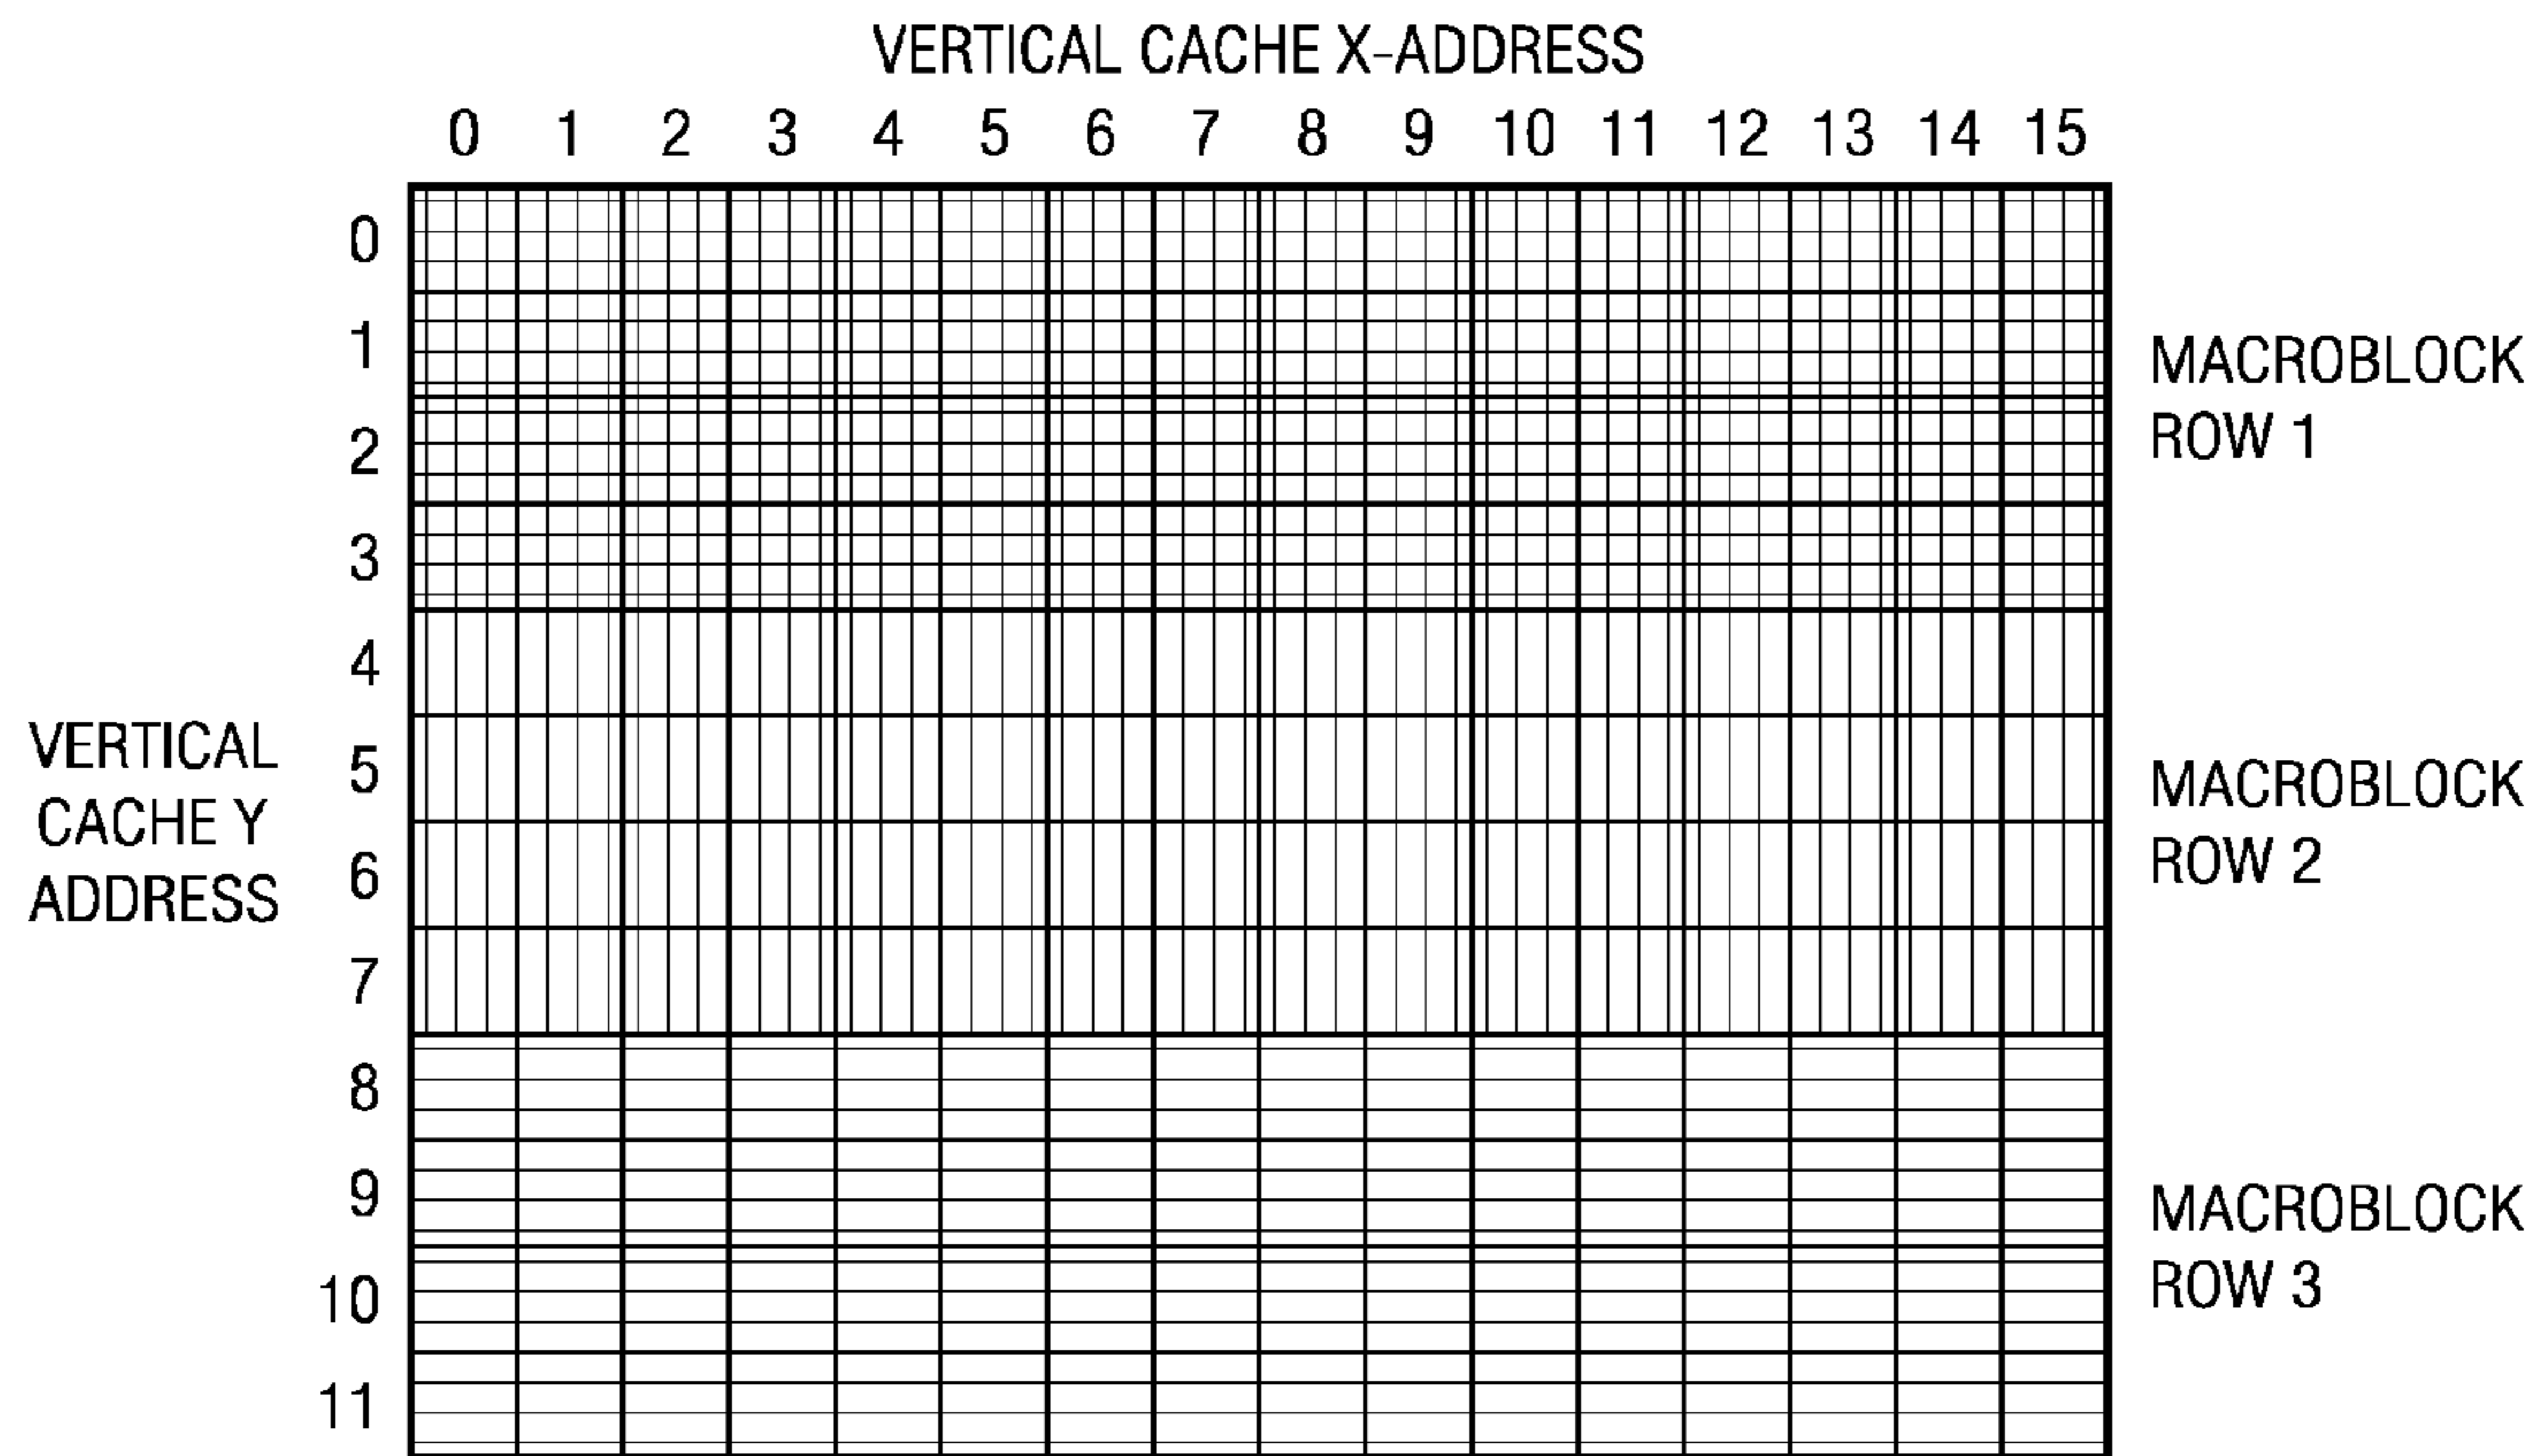 VERTICAL CACHE X-ADDRESS
0 1 2 3 4 5 6 7 8 9 10 11 12 13 14 15
0
1
2
3
4
5
6
7
8
9
10
11
VERTICAL
CACHE Y
ADDRESS
MACROBLOCK
ROW 1
MACROBLOCK
ROW 2
MACROBLOCK
ROW 3